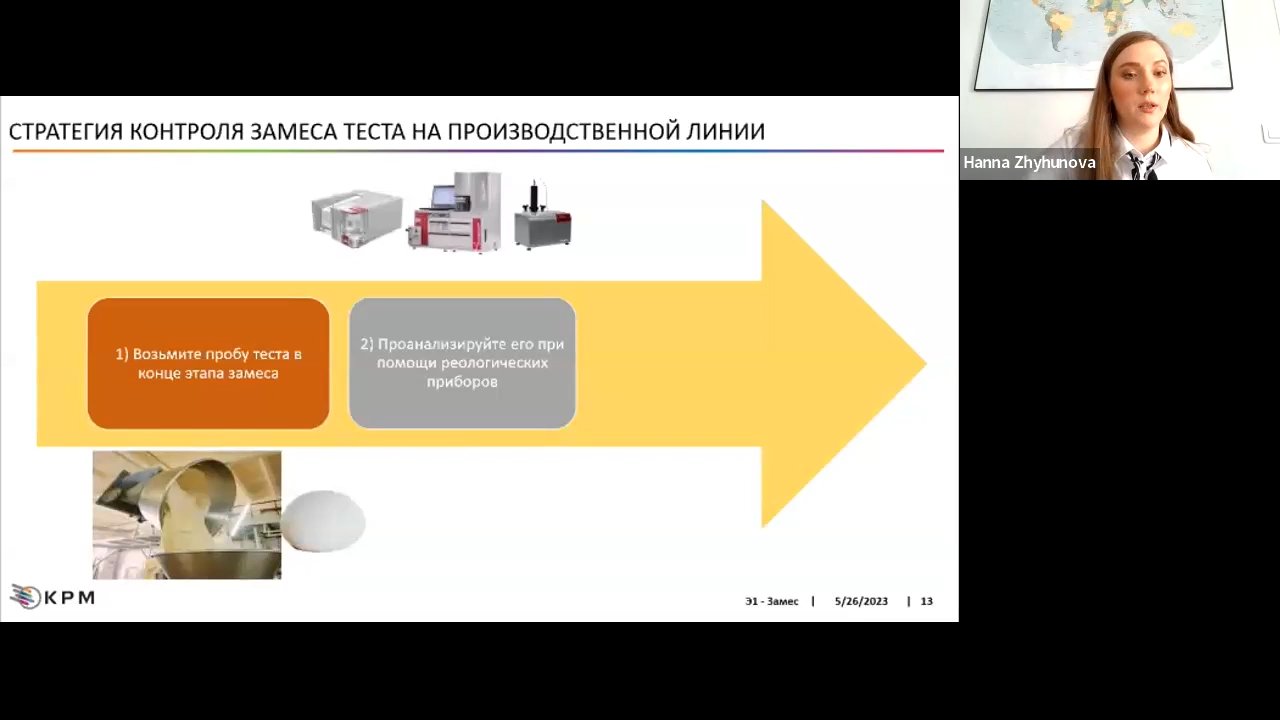 СТРАТЕГИЯ КОНТРОЛЯ ЗАМЕСА ТЕСТА НА ПРОИЗВОДСТВЕННОЙ ЛИНИИ
Hanna Zhyhunova
1) Возьмите пробу теста в
конце этапа замеса
2) Проанализируйте его при
помощи реологических
приборов
KPM
Э1 - Замес | 5/26/2023 | 13